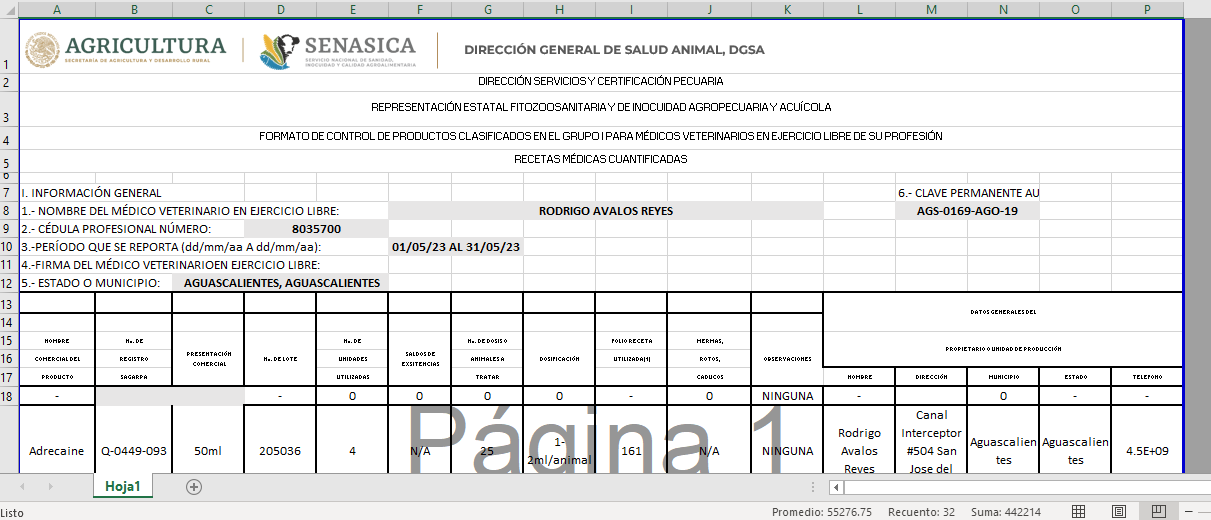 A B C D E F G H I J K L M N O P
1 AGRICULTURA SENASICA DIRECCIÓN GENERAL DE SALUD ANIMAL, DGSA
SECRETARÍA DE AGRICULTURA Y DESARROLLO RURAL SERVICIO NACIONAL DE SANIDAD,
INOCUIDAD Y CALIDAD AGROALIMENTARIA
2 DIRECCIÓN SERVICIOS Y CERTIFICACIÓN PECUARIA
3 REPRESENTACIÓN ESTATAL FITOZOOSANITARIA Y DE INOCUIDAD AGROPECUARIA Y ACUÍCOLA
4 FORMATO DE CONTROL DE PRODUCTOS CLASIFICADOS EN EL GRUPO I PARA MÉDICOS VETERINARIOS EN EJERCICIO LIBRE DE SU PROFESIÓN
5 RECETAS MÉDICAS CUANTIFICADAS
6
7 I. INFORMACIÓN GENERAL 6.- CLAVE PERMANENTE AU
8 1.- NOMBRE DEL MÉDICO VETERINARIO EN EJERCICIO LIBRE: RODRIGO AVALOS REYES AGS-0169-AGO-19
9 2.- CÉDULA PROFESIONAL NÚMERO: 8035700
10 3.-PERÍODO QUE SE REPORTA (dd/mm/aa A dd/mm/aa): 01/05/23 AL 31/05/23
11 4.-FIRMA DEL MÉDICO VETERINARIOEN EJERCICIO LIBRE:
12 5.- ESTADO O MUNICIPIO: AGUASCALIENTES, AGUASCALIENTES
13 DATOS GENERALES DEL
14
15 NOMBRE No. DE No. DE No. DE DOSIS O FOLIO RECETA MERMAS,
PRESENTACIÓN SALDOS DE PROPIETARIO O UNIDAD DE PRODUCCIÓN
16 COMERCIAL DEL REGISTRO No. DE LOTE UNIDADES ANIMALES A DOSIFICACIÓN UTILIZADA(1) ROTOS, OBSERVACIONES
COMERCIAL EXSITENCIAS
17 PRODUCTO SAGARPA UTILIZADAS TRATAR CADUCOS NOMBRE DIRECCIÓN MUNICIPIO ESTADO TELEFONO
18 - - 0 0 0 0 - 0 NINGUNA - 0 - -
Página 1
Canal
Rodrigo Interceptor
1- Aguascalien Aguascalien
Adrecaine Q-0449-093 50ml 205036 4 N/A 25 161 N/A NINGUNA Avalos #504 San 4.5E+09
2ml/animal tes tes
Reyes Jose del
Hoja1
Listo Promedio: 55276.75 Recuento: 32 Suma: 442214